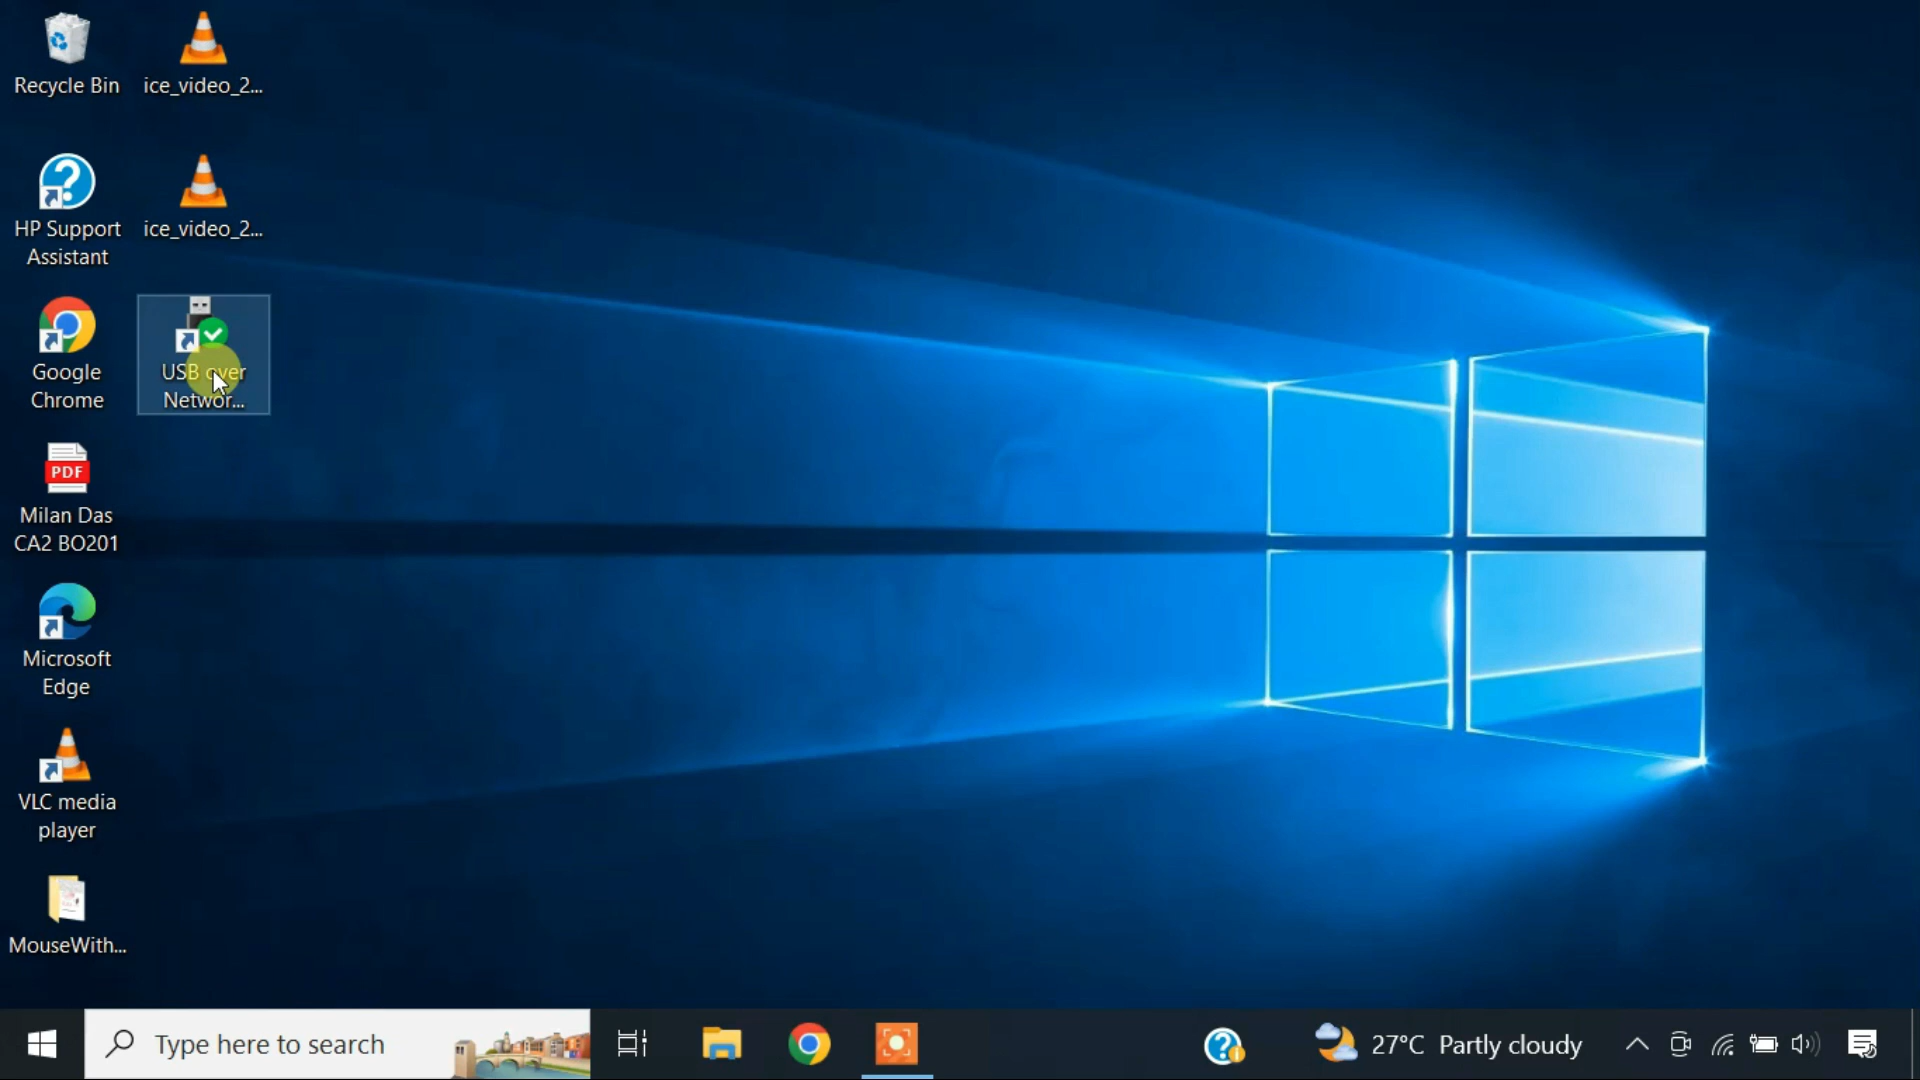 Recycle Bin
ice_video_2...
HP Support
Assistant
ice_video_2...
Google
Chrome
USB over
Networ...
PDF
Milan Das
CA2 BO201
Microsoft
Edge
VLC media
player
MouseWith...
Type here to search
27°C Partly cloudy